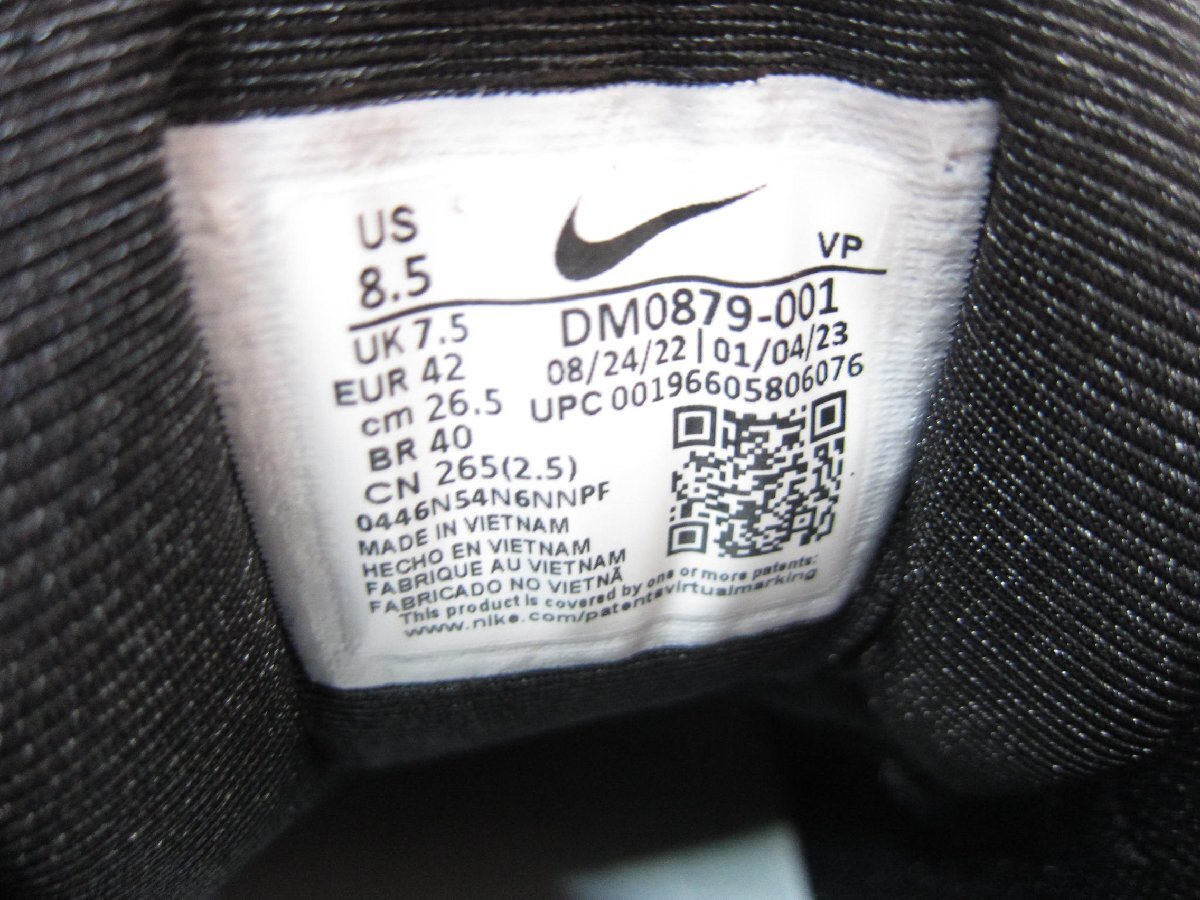 US
8.5
VP
UK 7.5
EUR 42
cm 26.5
BR 40
CN 265(2.5)
DM0879-001
08/24/22 | 01/04/23
UPC 00196605806076
0446N54N6NNPF
MADE IN VIETNAM
HECHO EN VIETNAM
FABRIQUE AU VIETNAM
FABRICADO NO VIETNÃ
This product is covered by one or more patents:
www.nike.com/patentsvirtualmarking